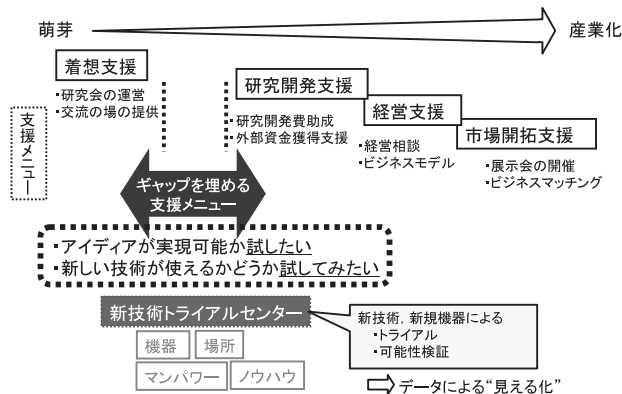 萌芽
産業化
着想支援
・研究会の運営
・交流の場の提供
研究開発支援
・研究開発費助成
・外部資金獲得支援
経営支援
・経営相談
・ビジネスモデル
市場開拓支援
・展示会の開催
・ビジネスマッチング
支援メニュー
ギャップを埋める
支援メニュー
・アイディアが実現可能か試したい
・新しい技術が使えるかどうか試してみたい
新技術トライアルセンター
機器
場所
マンパワー
ノウハウ
新技術，新規機器による
・トライアル
・可能性検証
データによる“見える化”